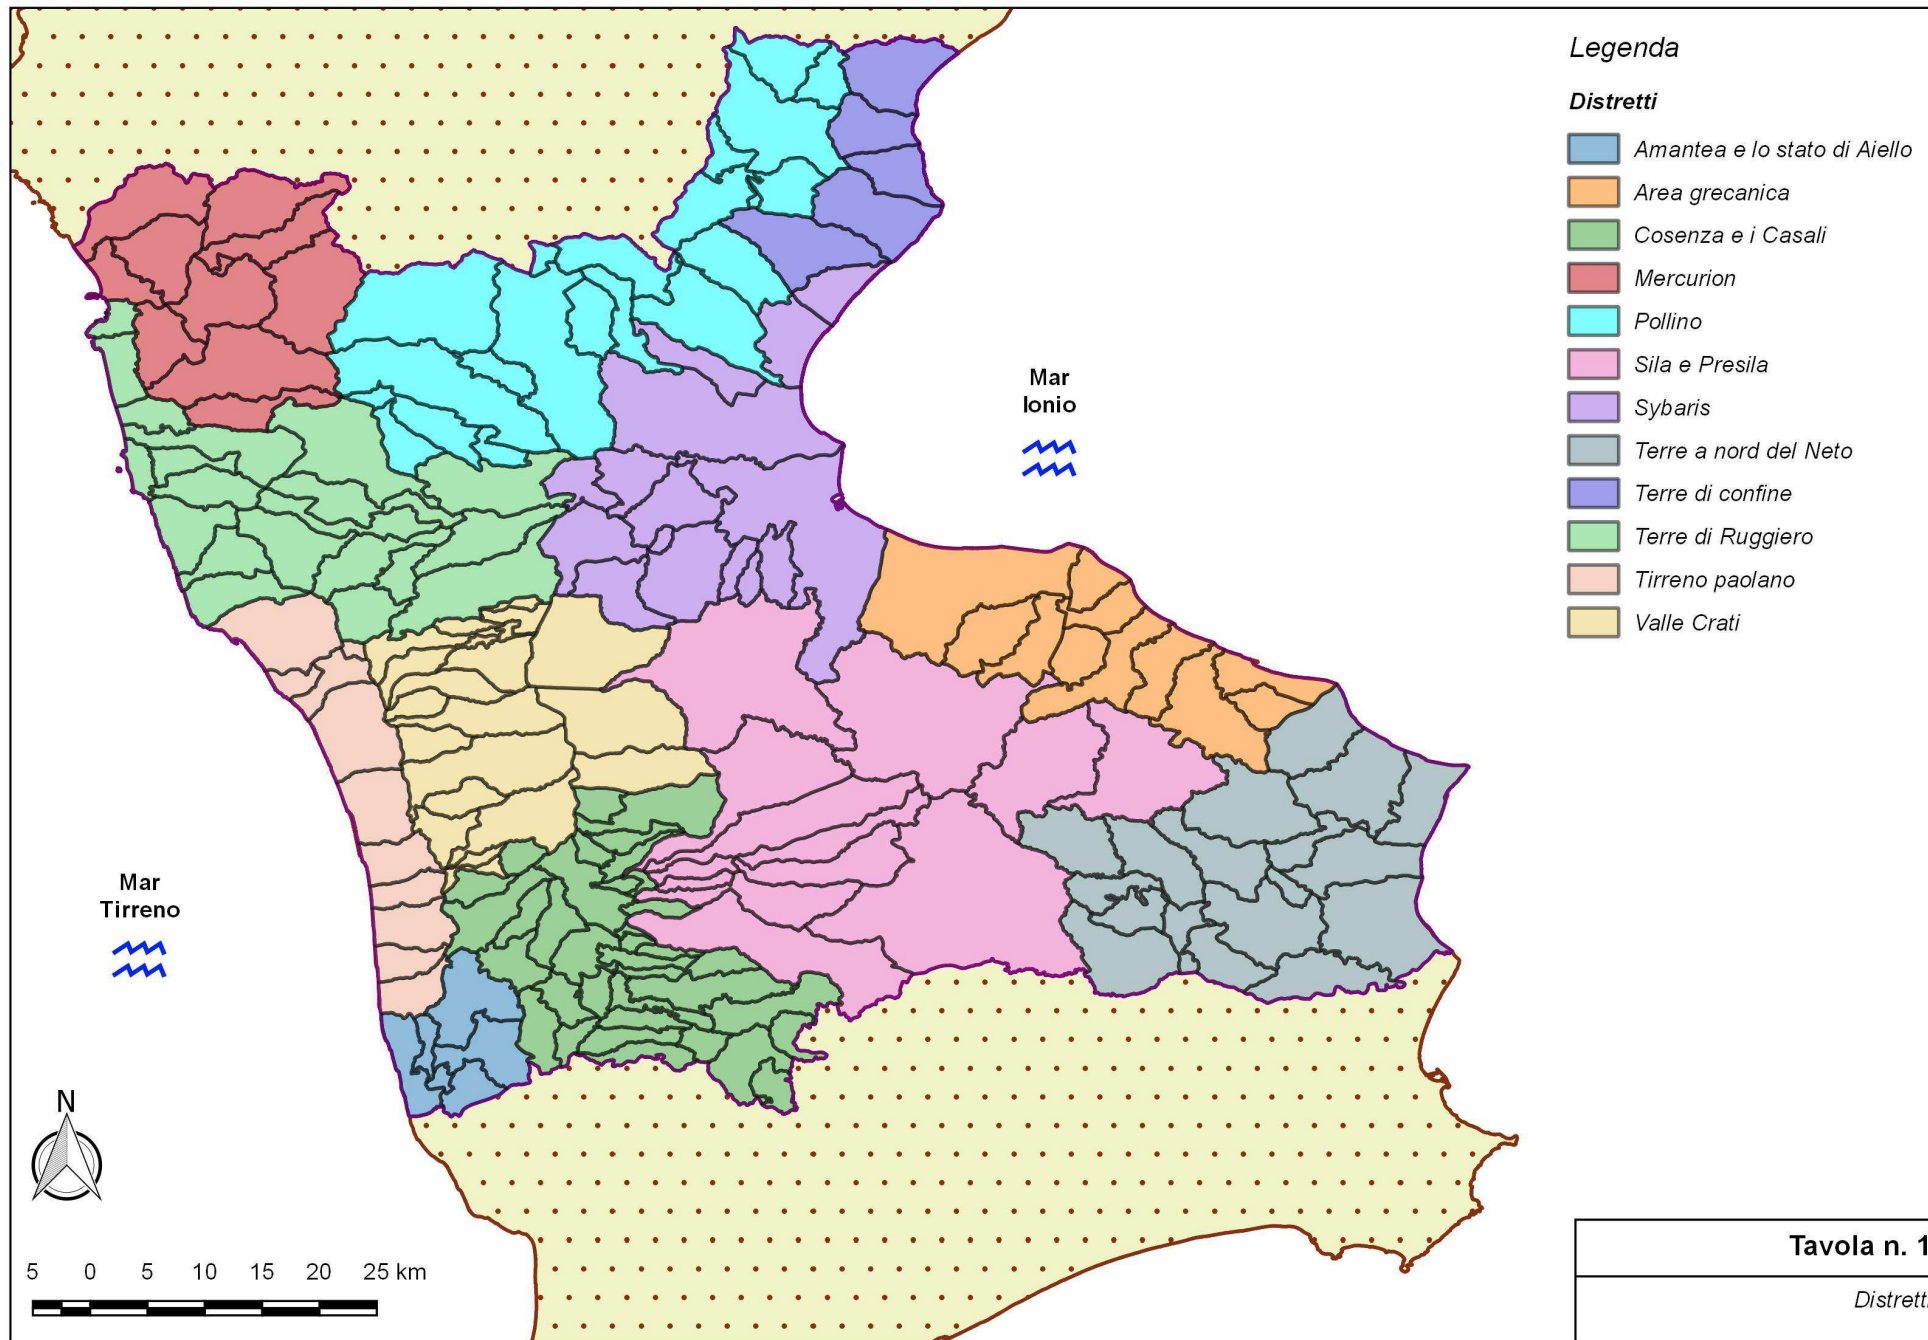 Legenda
Distretti
Amantea e lo stato di Aiello
Area grecanica
Cosenza e i Casali
Mercurion
Pollino
Sila e Presila
Sybaris
Terre a nord del Neto
Terre di confine
Terre di Ruggiero
Tirreno paolano
Valle Crati
Mar
Ionio
Mar
Tirreno
N
5 0 5 10 15 20 25 km
Tavola n. 1
Distretti